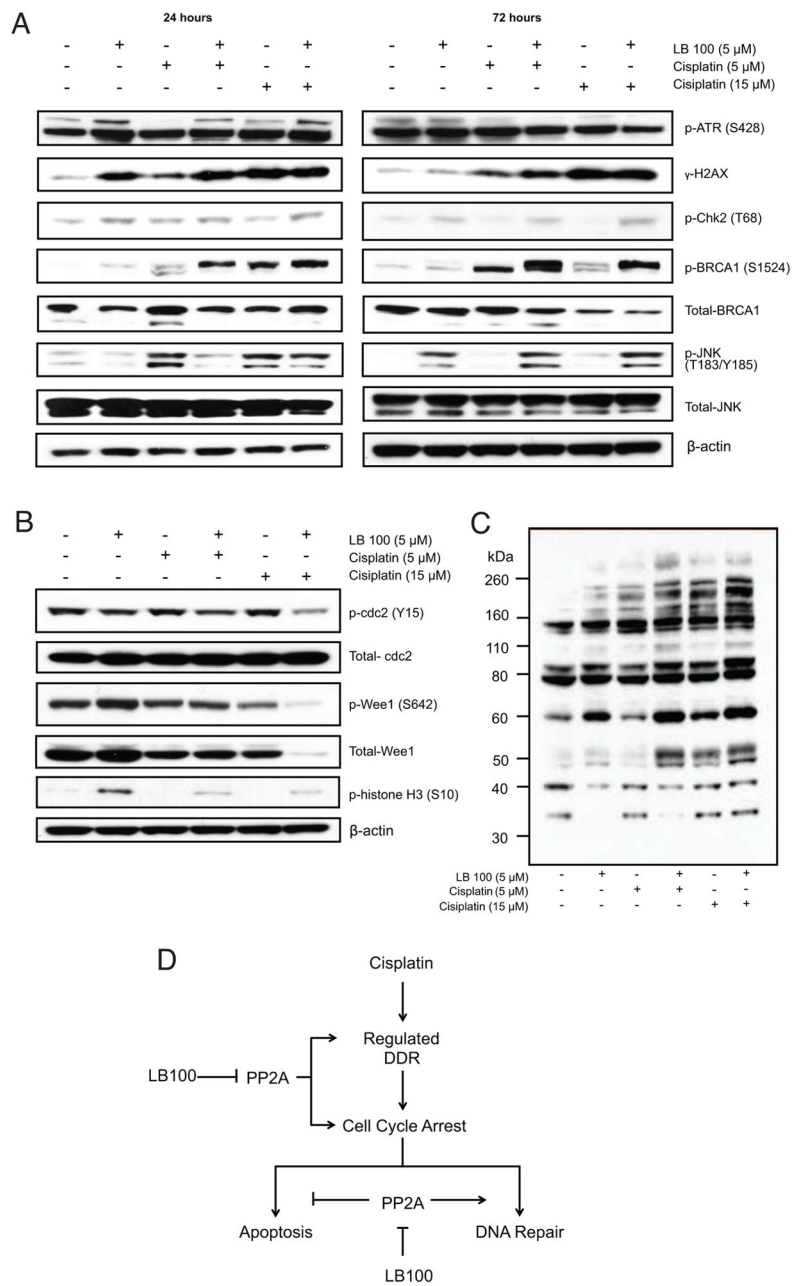 A
24 hours
72 hours
- + - + - +
- + - + - +
LB 100 (5 µM)
- - + + - -
- - + + - -
Cisplatin (5 µM)
- - - - + +
- - - - + +
Cisiplatin (15 µM)
p-ATR (S428)
γ-H2AX
p-Chk2 (T68)
p-BRCA1 (S1524)
Total-BRCA1
p-JNK
(T183/Y185)
Total-JNK
β-actin
B
- + - + - +
LB 100 (5 µM)
- - + + - -
Cisplatin (5 µM)
- - - - + +
Cisiplatin (15 µM)
p-cdc2 (Y15)
Total- cdc2
p-Wee1 (S642)
Total-Wee1
p-histone H3 (S10)
β-actin
C
kDa
260
160
110
80
60
50
40
30
LB 100 (5 µM) - + - + - +
Cisplatin (5 µM) - - + + - -
Cisiplatin (15 µM) - - - - + +
D
Cisplatin
Regulated
DDR
LB100
PP2A
Cell Cycle Arrest
PP2A
Apoptosis
DNA Repair
LB100